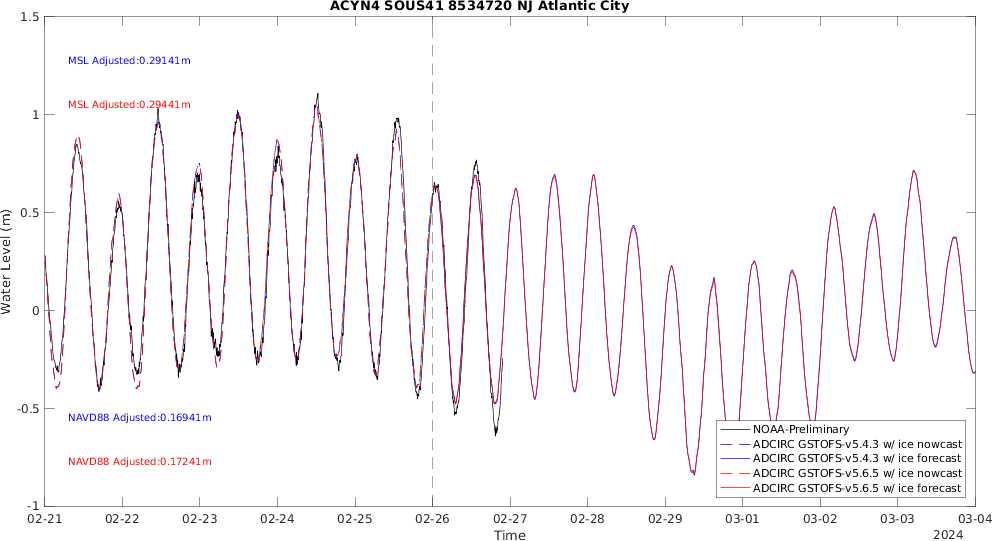 ACYN4 SOUS41 8534720 NJ Atlantic City
1.5
1
0.5
0
-0.5
-1
Water Level (m)
MSL Adjusted:0.29141m
MSL Adjusted:0.29441m
NAVD88 Adjusted:0.16941m
NAVD88 Adjusted:0.17241m
NOAA-Preliminary
ADCIRC GSTOFS-v5.4.3 w/ ice nowcast
ADCIRC GSTOFS-v5.4.3 w/ ice forecast
ADCIRC GSTOFS-v5.6.5 w/ ice nowcast
ADCIRC GSTOFS-v5.6.5 w/ ice forecast
02-21 02-22 02-23 02-24 02-25 02-26 02-27 02-28 02-29 03-01 03-02 03-03 03-04
Time
2024